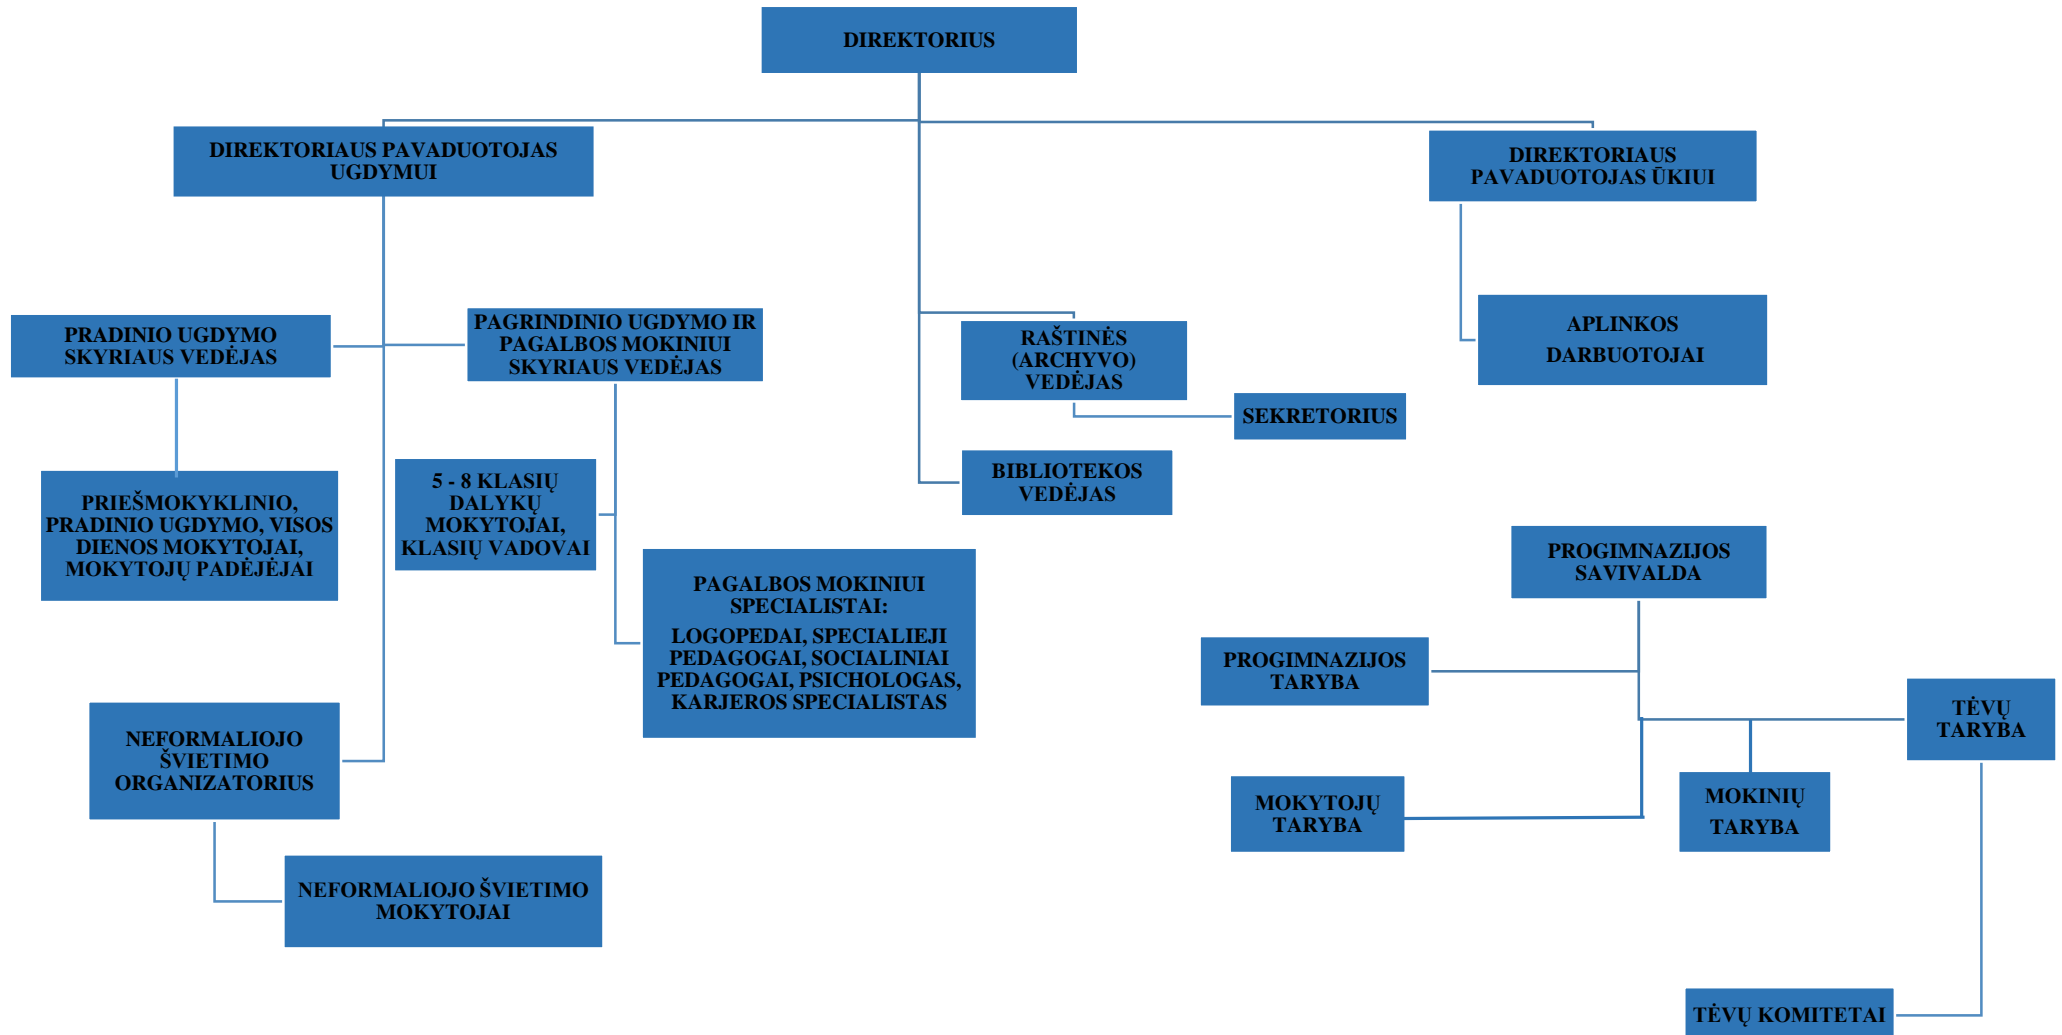 DIREKTORIUS
DIREKTORIAUS PAVADUOTOJAS
UGDYMUI
DIREKTORIAUS
PAVADUOTOJAS ŪKIUI
PRADINIO UGDYMO
SKYRIAUS VEDĖJAS
PAGRINDINIO UGDYMO IR
PAGALBOS MOKINIUI
SKYRIAUS VEDĖJAS
RAŠTINĖS
(ARCHYVO)
VEDĖJAS
APLINKOS
DARBUOTOJAI
SEKRETORIUS
PRIEŠMOKYKLINIO,
PRADINIO UGDYMO, VISOS
DIENOS MOKYTOJAI,
MOKYTOJŲ PADĖJĖJAI
5 - 8 KLASIŲ
DALYKŲ
MOKYTOJAI,
KLASIŲ VADOVAI
BIBLIOTEKOS
VEDĖJAS
PAGALBOS MOKINIUI
SPECIALISTAI:
LOGOPEDAI, SPECIALIEJI
PEDAGOGAI, SOCIALINIAI
PEDAGOGAI, PSICHOLOGAS,
KARJEROS SPECIALISTAS
PROGIMNAZIJOS
SAVIVALDA
PROGIMNAZIJOS
TARYBA
TĖVŲ
TARYBA
NEFORMALIOJO
ŠVIETIMO
ORGANIZATORIUS
MOKYTOJŲ
TARYBA
MOKINIŲ
TARYBA
NEFORMALIOJO ŠVIETIMO
MOKYTOJAI
TĖVŲ KOMITETAI